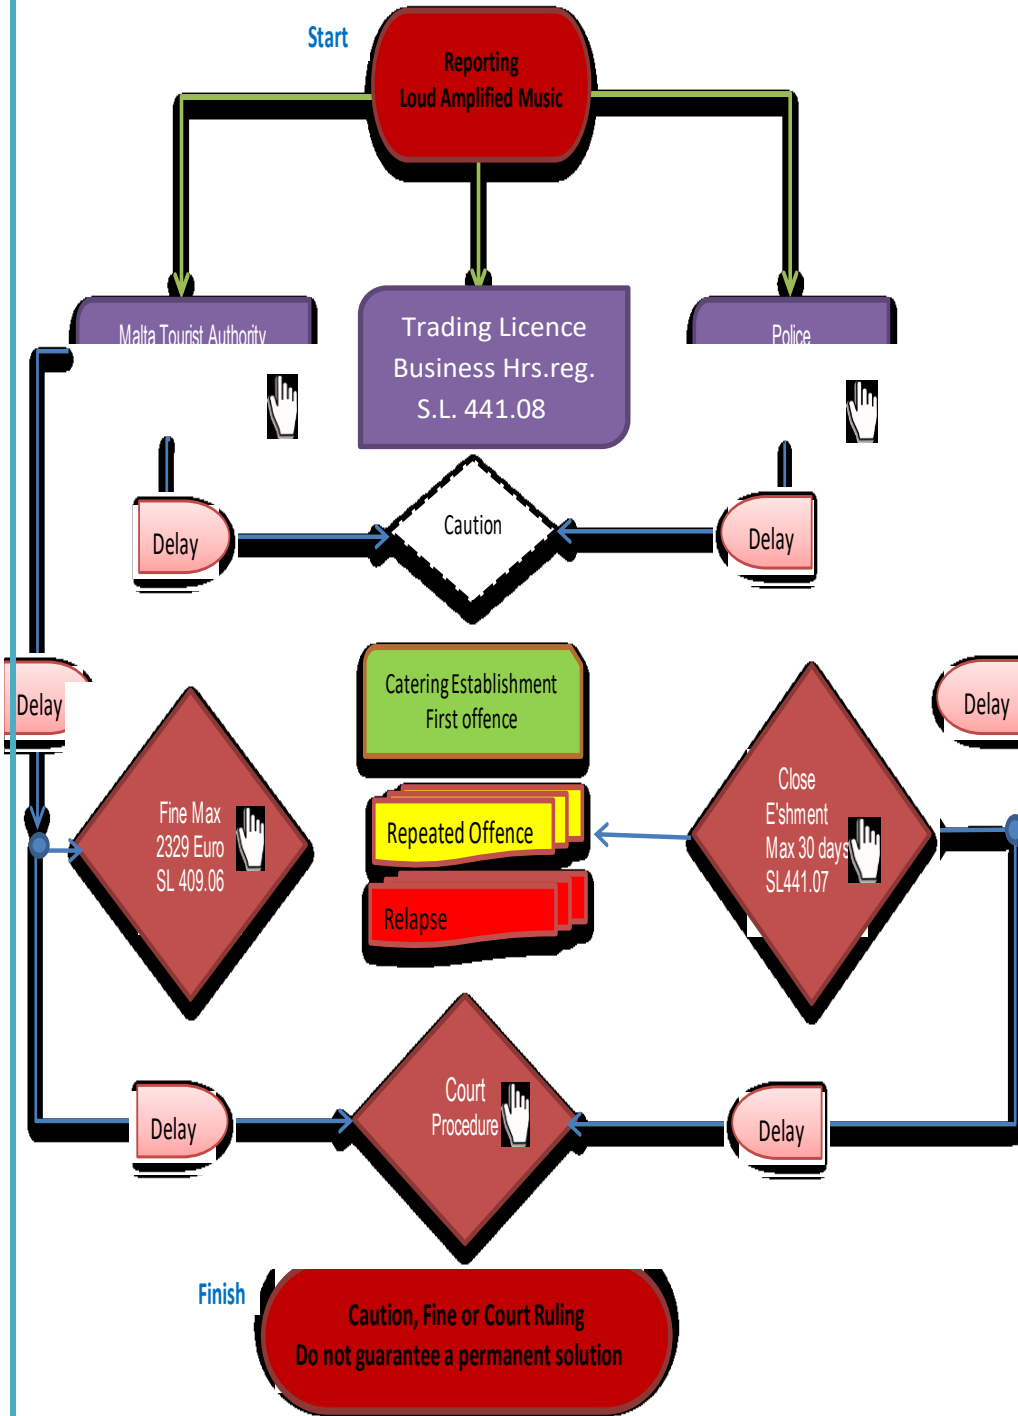 Start
Reporting
Loud Amplified Music
Malta Tourist Authority
Trading Licence
Business Hrs.reg.
S.L. 441.08
Police
Delay
Caution
Delay
Catering Establishment
First offence
Delay
Delay
Fine Max
2329 Euro
SL 409.06
Repeated Offence
Close
E'shment
Max 30 days
SL441.07
Relapse
Court
Procedure
Delay
Delay
Finish
Caution, Fine or Court Ruling
Do not guarantee a permanent solution